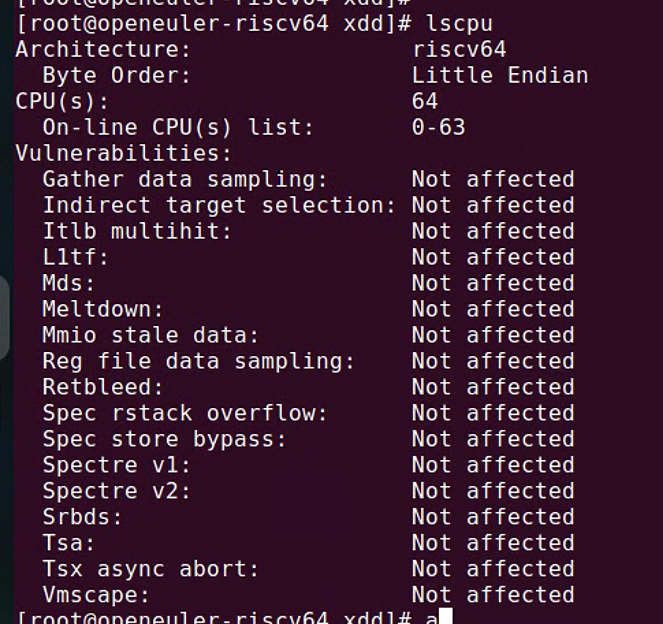 [root@openeuler-riscv64 xdd]#
[root@openeuler-riscv64 xdd]# lscpu
Architecture: riscv64
Byte Order: Little Endian
CPU(s): 64
On-line CPU(s) list: 0-63
Vulnerabilities:
Gather data sampling: Not affected
Indirect target selection: Not affected
Itlb multihit: Not affected
L1tf: Not affected
Mds: Not affected
Meltdown: Not affected
Mmio stale data: Not affected
Reg file data sampling: Not affected
Retbleed: Not affected
Spec rstack overflow: Not affected
Spec store bypass: Not affected
Spectre v1: Not affected
Spectre v2: Not affected
Srbds: Not affected
Tsa: Not affected
Tsx async abort: Not affected
Vmscape: Not affected
[root@openeuler-riscv64 xdd]# a